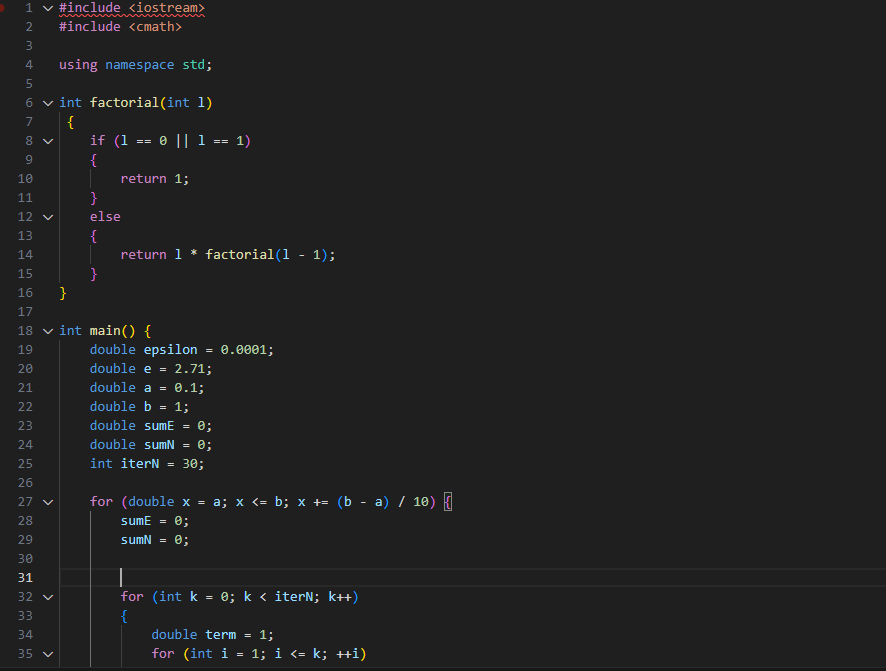 1 #include <iostream>
2 #include <cmath>
3
4 using namespace std;
5
6 int factorial(int l)
7  {
8     if (l == 0 || l == 1)
9     {
10         return 1;
11     }
12     else
13     {
14         return l * factorial(l - 1);
15     }
16 }
17
18 int main() {
19     double epsilon = 0.0001;
20     double e = 2.71;
21     double a = 0.1;
22     double b = 1;
23     double sumE = 0;
24     double sumN = 0;
25     int iterN = 30;
26
27     for (double x = a; x <= b; x += (b - a) / 10) {
28         sumE = 0;
29         sumN = 0;
30
31
32         for (int k = 0; k < iterN; k++)
33         {
34             double term = 1;
35             for (int i = 1; i <= k; ++i)